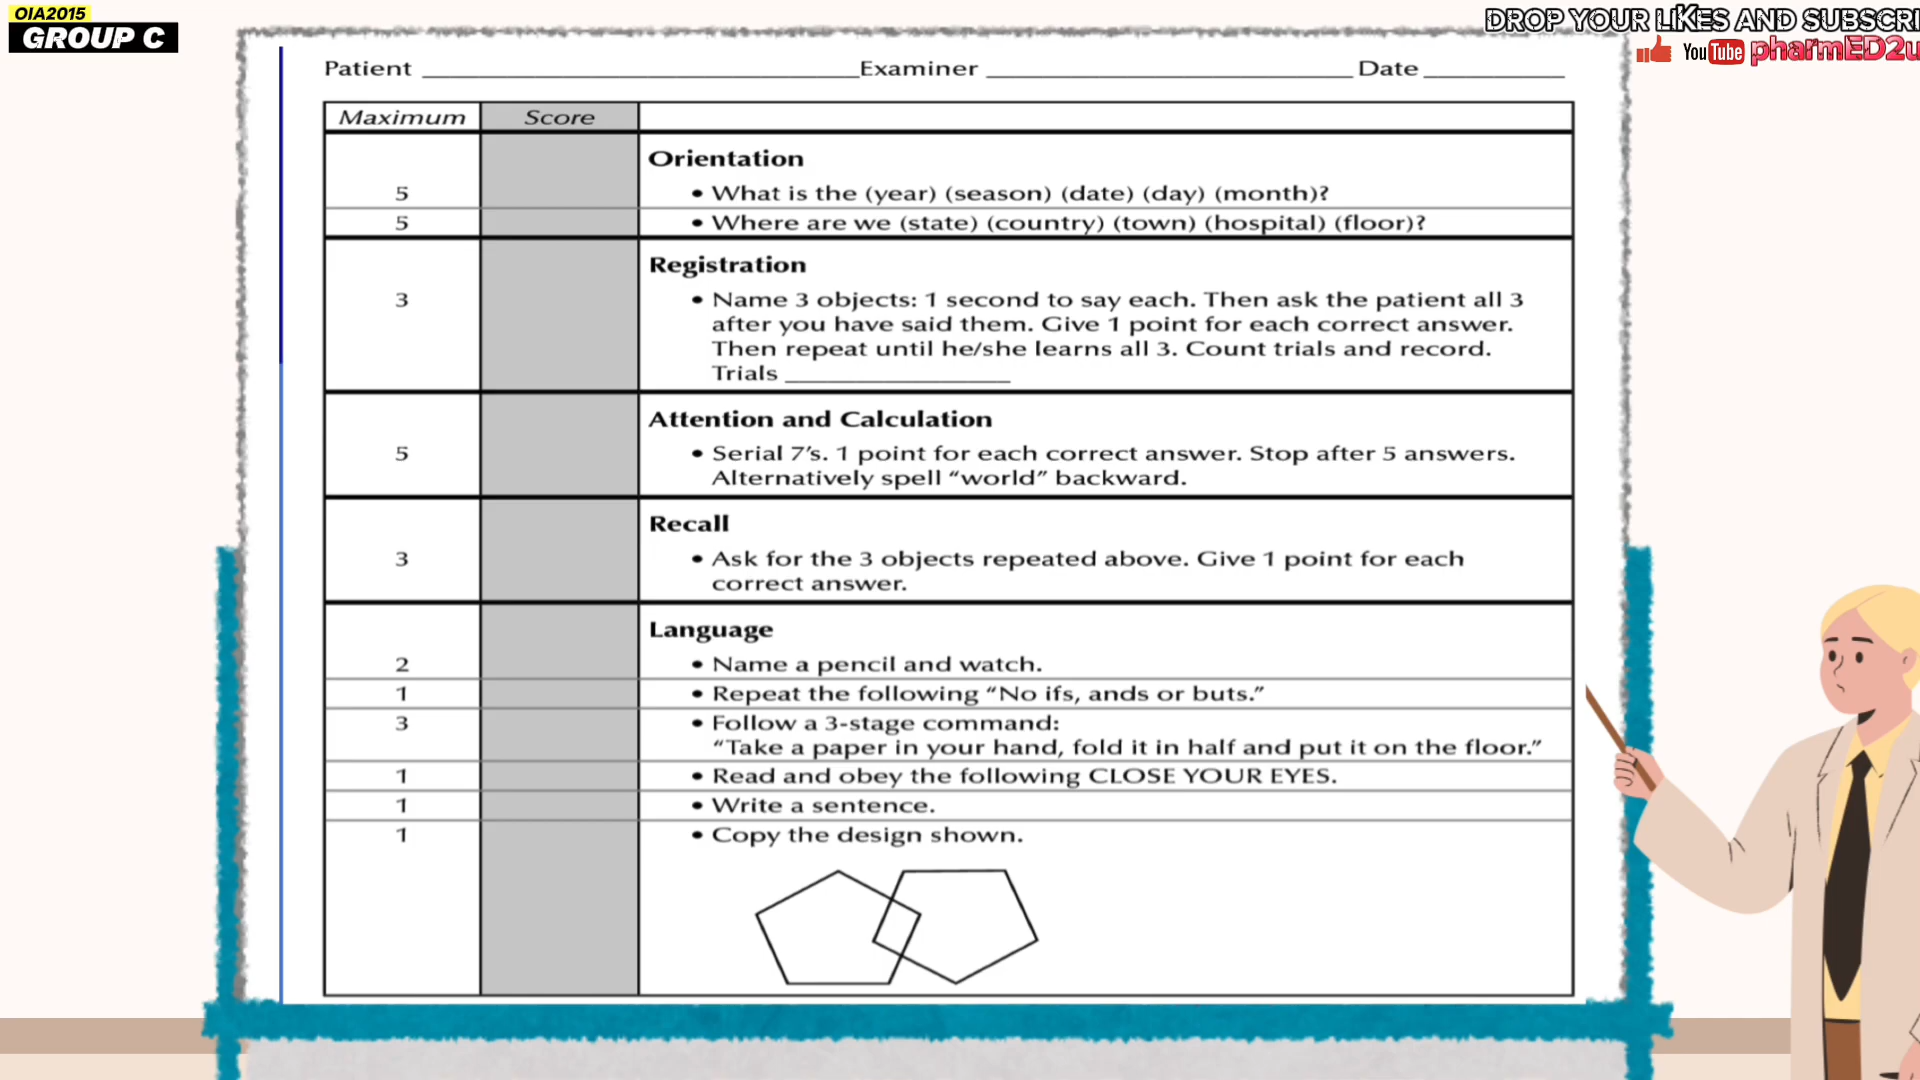 OIA2015
GROUP C
DROP YOUR LIKES AND SUBSCRI
YouTube pharmED2u
Patient Examiner Date
Maximum Score
Orientation
5 • What is the (year) (season) (date) (day) (month)?
5 • Where are we (state) (country) (town) (hospital) (floor)?
Registration
3 • Name 3 objects: 1 second to say each. Then ask the patient all 3
after you have said them. Give 1 point for each correct answer.
Then repeat until he/she learns all 3. Count trials and record.
Trials
Attention and Calculation
5 • Serial 7’s. 1 point for each correct answer. Stop after 5 answers.
Alternatively spell “world” backward.
Recall
3 • Ask for the 3 objects repeated above. Give 1 point for each
correct answer.
Language
2 • Name a pencil and watch.
1 • Repeat the following “No ifs, ands or buts.”
3 • Follow a 3-stage command:
“Take a paper in your hand, fold it in half and put it on the floor.”
1 • Read and obey the following CLOSE YOUR EYES.
1 • Write a sentence.
1 • Copy the design shown.